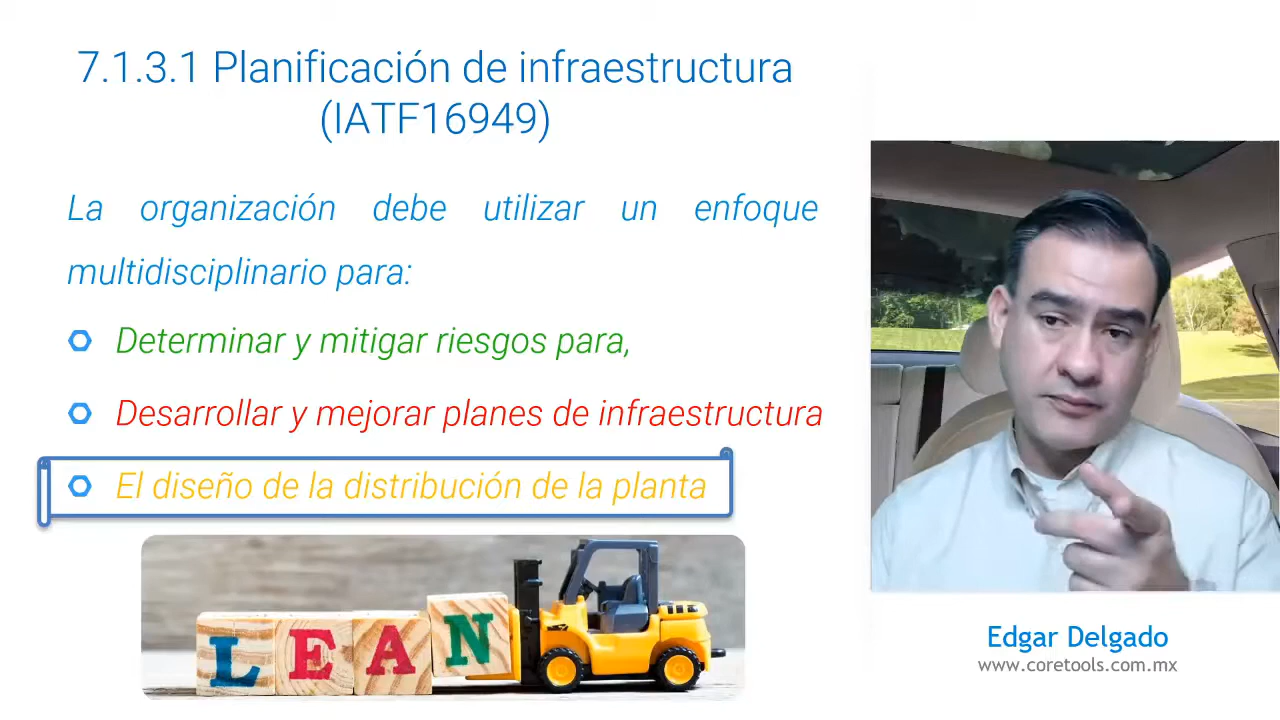 7.1.3.1 Planificación de infraestructura
(IATF16949)
La organización debe utilizar un enfoque
multidisciplinario para:
Determinar y mitigar riesgos para,
Desarrollar y mejorar planes de infraestructura
El diseño de la distribución de la planta
LEAN
Edgar Delgado
www.coretools.com.mx